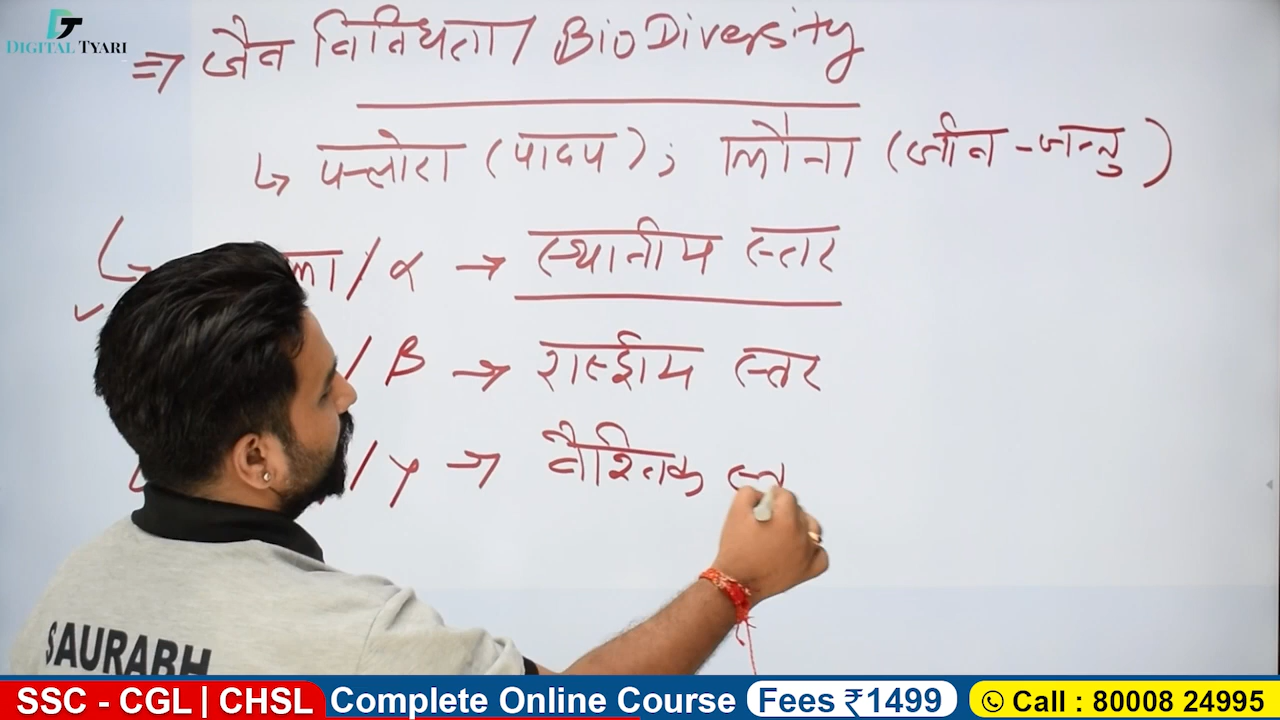 DT
DIGITAL TYARI
⇒ जैव विविधता / BioDiversity
↳ फ्लोरा (पादप) ; फौना (जीव - जन्तु)
ला / α → स्थानीय स्तर
/ β → राष्ट्रीय स्तर
/ γ → वैश्विक स्त
SAURABH
SSC - CGL | CHSL Complete Online Course Fees ₹1499 Call : 80008 24995